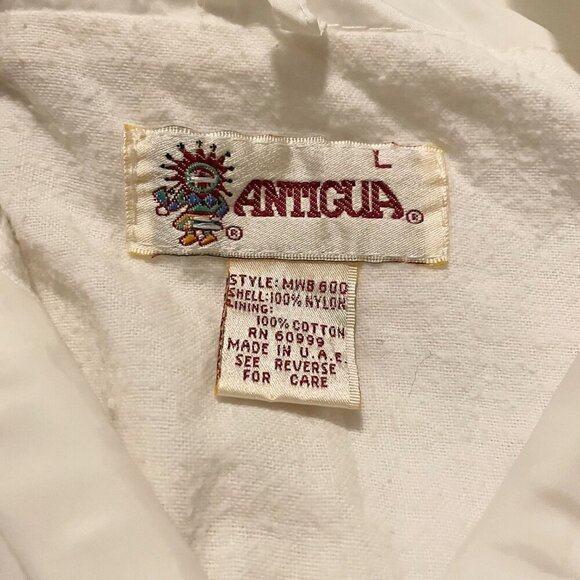 L
ANTIGUA®
®
STYLE: MWB 600
SHELL: 100% NYLON
LINING:
100% COTTON
RN 60999
MADE IN U.A.E.
SEE REVERSE
FOR CARE